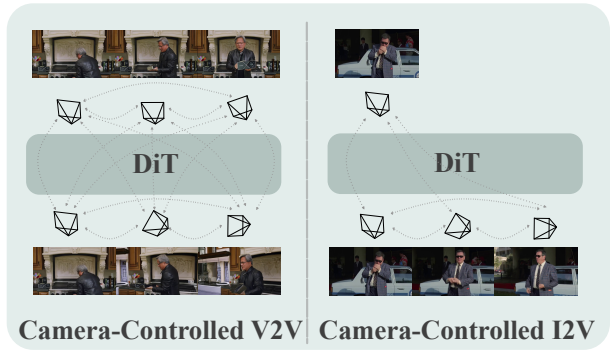 DiT
DiT
Camera-Controlled V2V
Camera-Controlled I2V